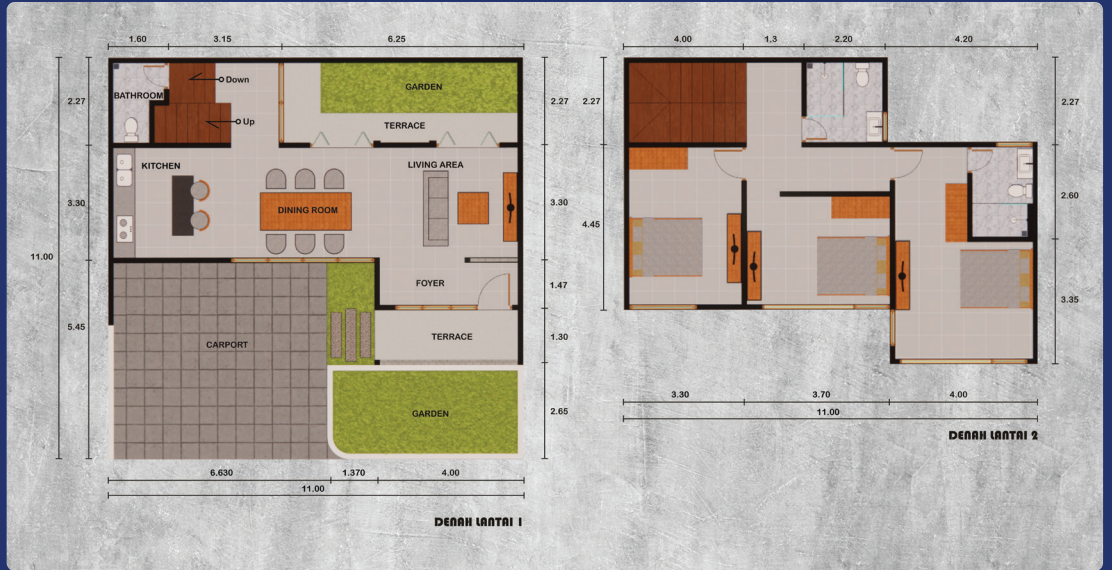 1.60 3.15 6.25
4.00 1.3 2.20 4.20
Down
BATHROOM
GARDEN
2.27
2.27
2.27
2.27
Up
TERRACE
KITCHEN
LIVING AREA
3.30
DINING ROOM
3.30
2.60
4.45
11.00
FOYER
1.47
3.35
5.45
CARPORT
TERRACE
1.30
GARDEN
2.65
3.30 3.70 4.00
11.00
DENAH LANTAI 2
6.630 1.370 4.00
11.00
DENAH LANTAI 1